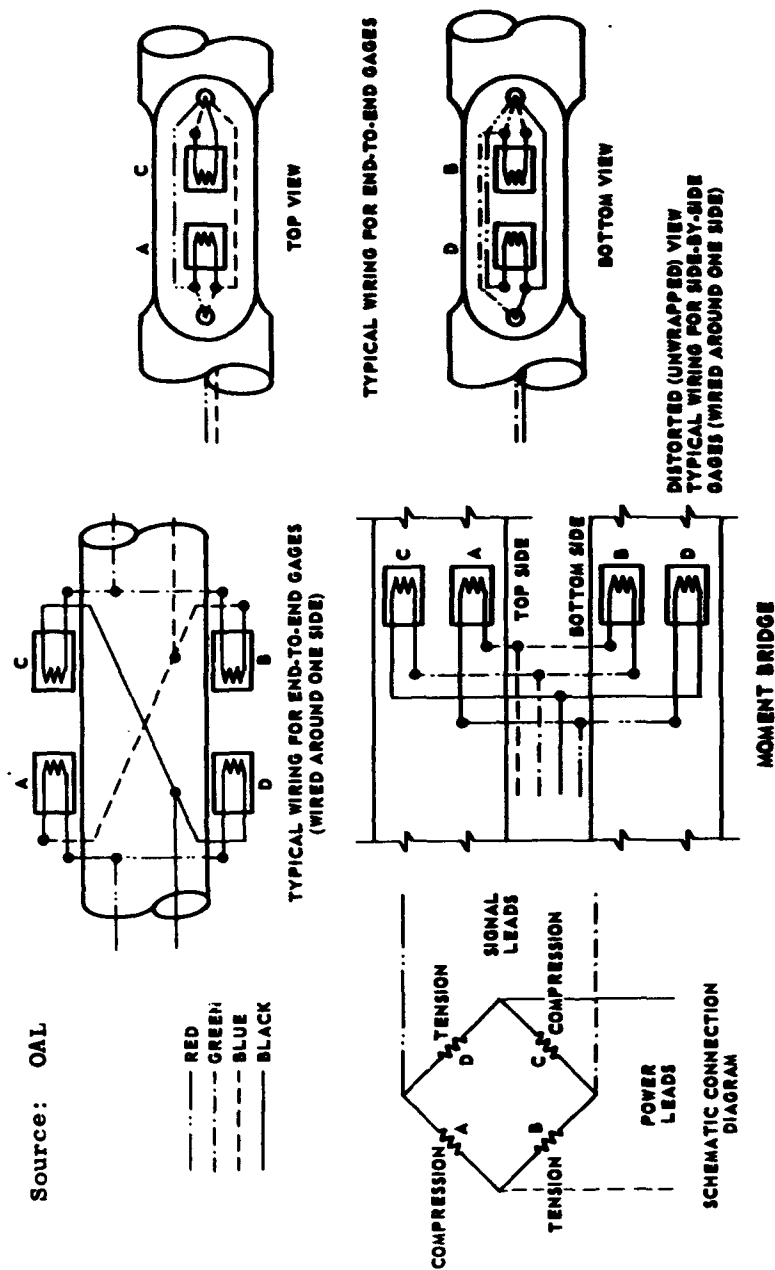 Source: OAL
RED
GREEN
BLUE
BLACK
A
C
D
B
TYPICAL WIRING FOR END-TO-END GAGES
(WIRED AROUND ONE SIDE)
A
C
TOP VIEW
TYPICAL WIRING FOR END-TO-END GAGES
D
B
BOTTOM VIEW
COMPRESSION
A
TENSION
D
TENSION
B
COMPRESSION
C
SIGNAL
LEADS
POWER
LEADS
SCHEMATIC CONNECTION
DIAGRAM
C
A
TOP SIDE
BOTTOM SIDE
B
D
DISTORTED (UNWRAPPED) VIEW
TYPICAL WIRING FOR SIDE-BY-SIDE
GAGES (WIRED AROUND ONE SIDE)
MOMENT BRIDGE